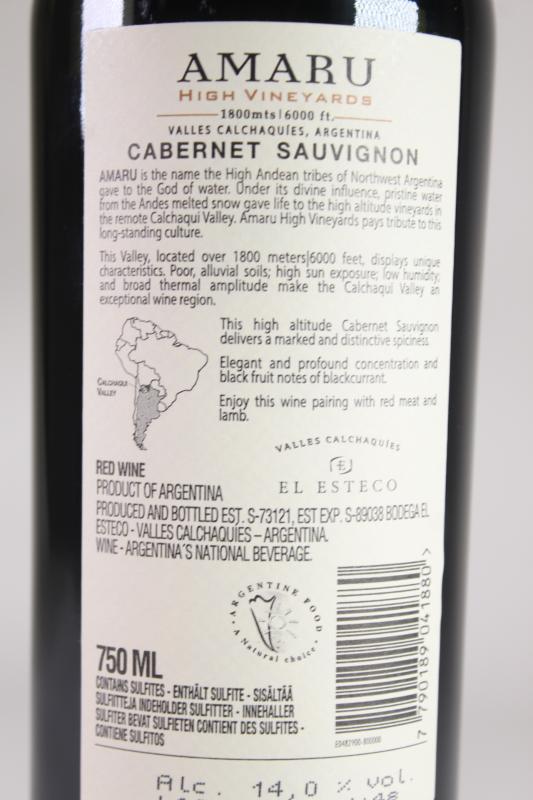 AMARU
HIGH VINEYARDS
1800mts|6000 ft.
VALLES CALCHAQUÍES, ARGENTINA
CABERNET SAUVIGNON
AMARU is the name the High Andean tribes of Northwest Argentina
gave to the God of water. Under its divine influence, pristine water
from the Andes melted snow gave life to the high altitude vineyards in
the remote Calchaqui Valley. Amaru High Vineyards pays tribute to this
long-standing culture.
This Valley, located over 1800 meters|6000 feet, displays unique
characteristics. Poor, alluvial soils; high sun exposure; low humidity;
and broad thermal amplitude make the Calchaqui Valley an
exceptional wine region.
This high altitude Cabernet Sauvignon
delivers a marked and distinctive spiciness.
Elegant and profound concentration and
black fruit notes of blackcurrant.
Enjoy this wine pairing with red meat and
lamb.
CALCHAQUI
VALLEY
VALLES CALCHAQUÍES
E
EL ESTECO
RED WINE
PRODUCT OF ARGENTINA
PRODUCED AND BOTTLED EST. S-73121, EST EXP. S-89038 BODEGA EL
ESTECO - VALLES CALCHAQUIES – ARGENTINA.
WINE - ARGENTINA´S NATIONAL BEVERAGE.
ARGENTINE FOOD
A Natural choice
7 790189 041880 >
750 ML
CONTAINS SULFITES - ENTHÄLT SULFITE - SISÄLTÄÄ
SULFIITTEJA INDEHOLDER SULFITTER - INNEHALLER
SULFITER BEVAT SULFIETEN CONTIENT DES SULFITES -
CONTIENE SULFITOS
ED482900-800000
Alc. 14,0 % vol.